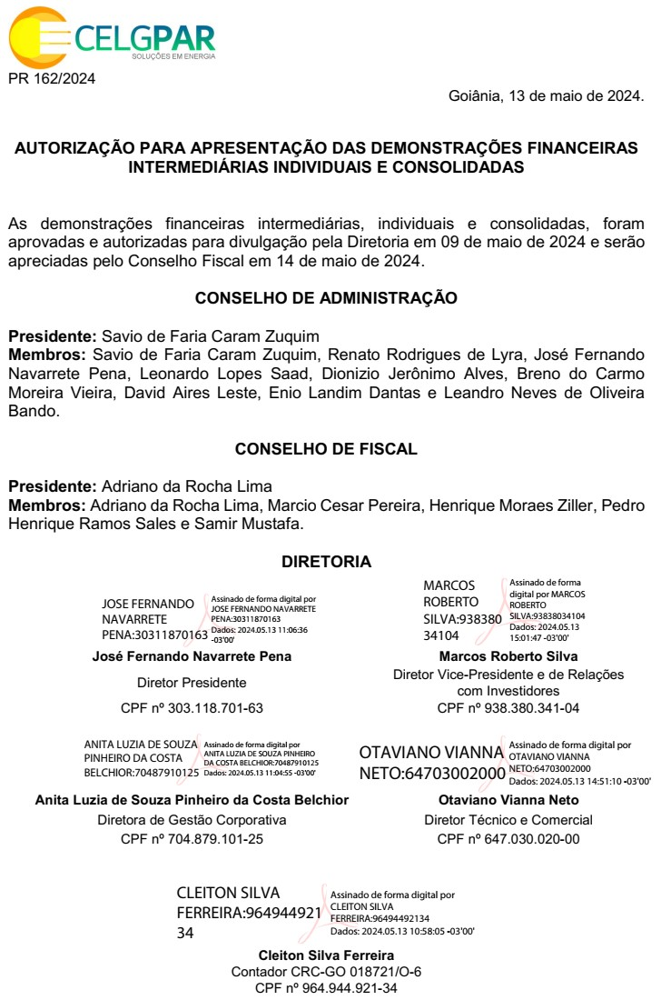 CELGPAR
SOLUÇÕES EM ENERGIA
PR 162/2024
Goiânia, 13 de maio de 2024.
AUTORIZAÇÃO PARA APRESENTAÇÃO DAS DEMONSTRAÇÕES FINANCEIRAS
INTERMEDIÁRIAS INDIVIDUAIS E CONSOLIDADAS
As demonstrações financeiras intermediárias, individuais e consolidadas, foram
aprovadas e autorizadas para divulgação pela Diretoria em 09 de maio de 2024 e serão
apreciadas pelo Conselho Fiscal em 14 de maio de 2024.
CONSELHO DE ADMINISTRAÇÃO
Presidente: Savio de Faria Caram Zuquim
Membros: Savio de Faria Caram Zuquim, Renato Rodrigues de Lyra, José Fernando
Navarrete Pena, Leonardo Lopes Saad, Dionizio Jerônimo Alves, Breno do Carmo
Moreira Vieira, David Aires Leste, Enio Landim Dantas e Leandro Neves de Oliveira
Bando.
CONSELHO DE FISCAL
Presidente: Adriano da Rocha Lima
Membros: Adriano da Rocha Lima, Marcio Cesar Pereira, Henrique Moraes Ziller, Pedro
Henrique Ramos Sales e Samir Mustafa.
DIRETORIA
JOSE FERNANDO
NAVARRETE
PENA:30311870163
Assinado de forma digital por
JOSE FERNANDO NAVARRETE
PENA:30311870163
Dados: 2024.05.13 11:06:36
-03'00'
José Fernando Navarrete Pena
Diretor Presidente
CPF nº 303.118.701-63
MARCOS
ROBERTO
SILVA:938380
34104
Assinado de forma
digital por MARCOS
ROBERTO
SILVA:93838034104
Dados: 2024.05.13
15:01:47 -03'00'
Marcos Roberto Silva
Diretor Vice-Presidente e de Relações
com Investidores
CPF nº 938.380.341-04
ANITA LUZIA DE SOUZA
PINHEIRO DA COSTA
BELCHIOR:70487910125
Assinado de forma digital por
ANITA LUZIA DE SOUZA PINHEIRO
DA COSTA BELCHIOR:70487910125
Dados: 2024.05.13 11:04:55 -03'00'
Anita Luzia de Souza Pinheiro da Costa Belchior
Diretora de Gestão Corporativa
CPF nº 704.879.101-25
OTAVIANO VIANNA
NETO:64703002000
Assinado de forma digital por
OTAVIANO VIANNA
NETO:64703002000
Dados: 2024.05.13 14:51:10 -03'00'
Otaviano Vianna Neto
Diretor Técnico e Comercial
CPF nº 647.030.020-00
CLEITON SILVA
FERREIRA:964944921
34
Assinado de forma digital por
CLEITON SILVA
FERREIRA:96494492134
Dados: 2024.05.13 10:58:05 -03'00'
Cleiton Silva Ferreira
Contador CRC-GO 018721/O-6
CPF nº 964.944.921-34